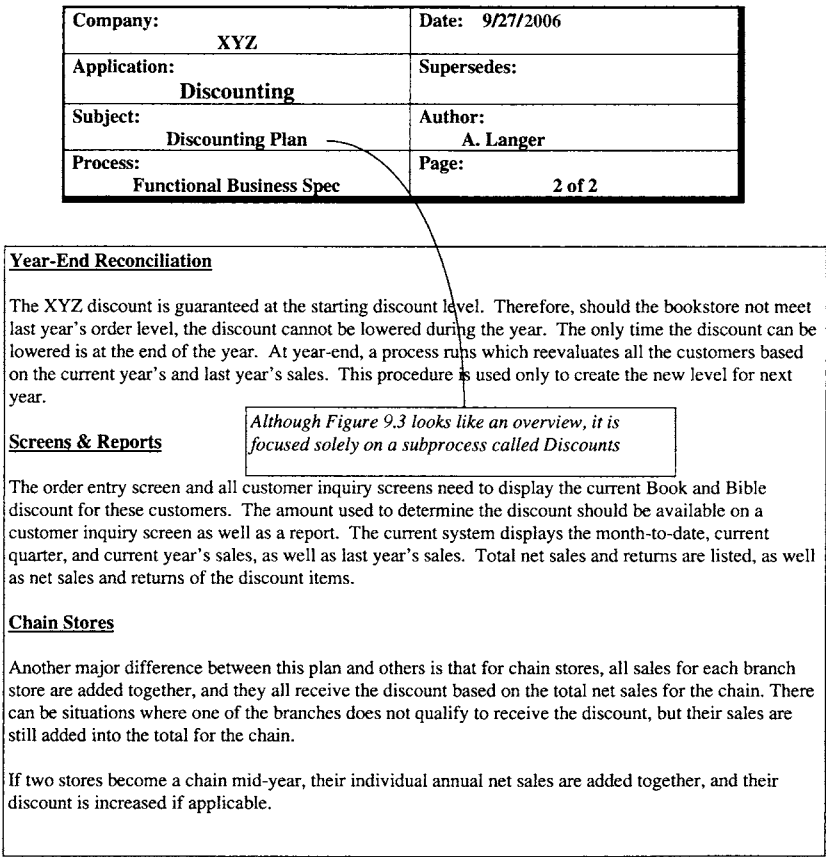 Company:
XYZ
Date: 9/27/2006
Application:
Discounting
Supersedes:
Subject:
Discounting Plan
Author:
A. Langer
Process:
Functional Business Spec
Page:
2 of 2
Year-End Reconciliation
The XYZ discount is guaranteed at the starting discount level. Therefore, should the bookstore not meet
last year's order level, the discount cannot be lowered during the year. The only time the discount can be
lowered is at the end of the year. At year-end, a process runs which reevaluates all the customers based
on the current year's and last year's sales. This procedure is used only to create the new level for next
year.
Although Figure 9.3 looks like an overview, it is
focused solely on a subprocess called Discounts
Screens & Reports
The order entry screen and all customer inquiry screens need to display the current Book and Bible
discount for these customers. The amount used to determine the discount should be available on a
customer inquiry screen as well as a report. The current system displays the month-to-date, current
quarter, and current year's sales, as well as last year's sales. Total net sales and returns are listed, as well
as net sales and returns of the discount items.
Chain Stores
Another major difference between this plan and others is that for chain stores, all sales for each branch
store are added together, and they all receive the discount based on the total net sales for the chain. There
can be situations where one of the branches does not qualify to receive the discount, but their sales are
still added into the total for the chain.
If two stores become a chain mid-year, their individual annual net sales are added together, and their
discount is increased if applicable.